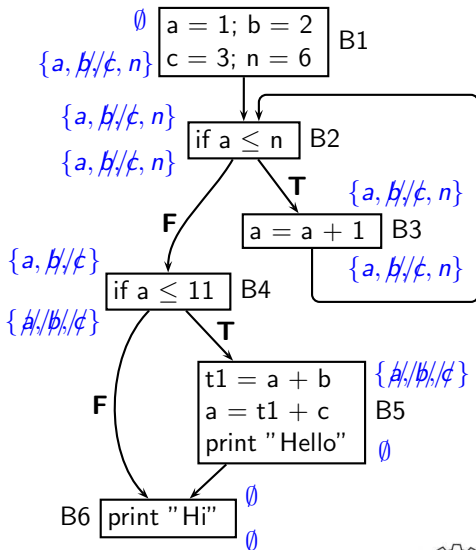 ∅
a = 1; b = 2
c = 3; n = 6
B1
{a, b, c, n}
{a, b, c, n}
if a ≤ n
B2
{a, b, c, n}
T
F
{a, b, c, n}
a = a + 1
B3
{a, b, c, n}
{a, b, c}
if a ≤ 11
B4
{a, b, c}
T
F
t1 = a + b
a = t1 + c
print "Hello"
{a, b, c}
B5
∅
∅
B6
print "Hi"
∅